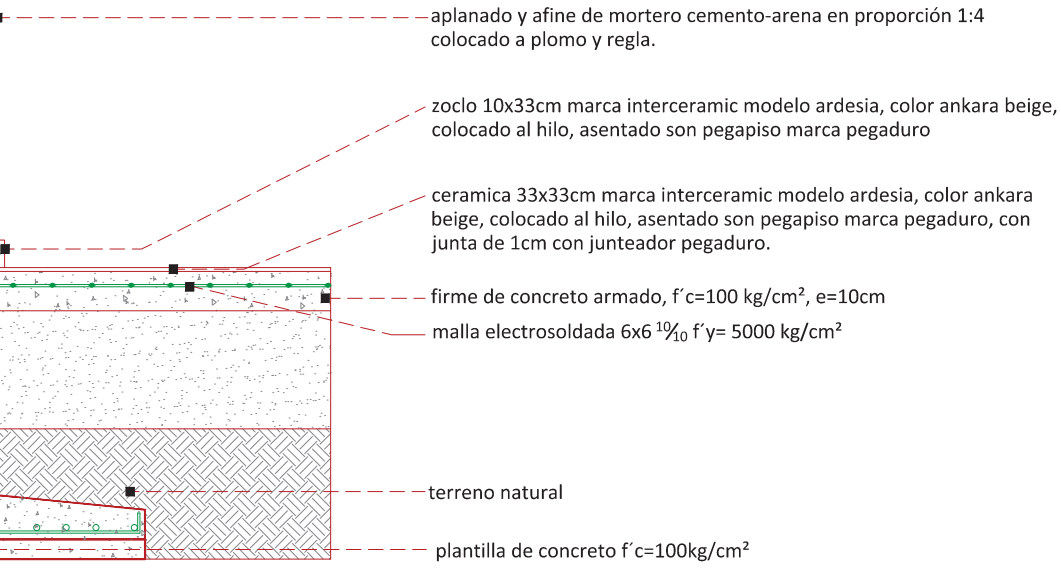 aplanado y afine de mortero cemento-arena en proporción 1:4
colocado a plomo y regla.
zoclo 10x33cm marca interceramic modelo ardesia, color ankara beige,
colocado al hilo, asentado son pegapiso marca pegaduro
ceramica 33x33cm marca interceramic modelo ardesia, color ankara
beige, colocado al hilo, asentado son pegapiso marca pegaduro, con
junta de 1cm con junteador pegaduro.
firme de concreto armado, f´c=100 kg/cm², e=10cm
malla electrosoldada 6x6 10/10 f´y= 5000 kg/cm²
terreno natural
plantilla de concreto f´c=100kg/cm²